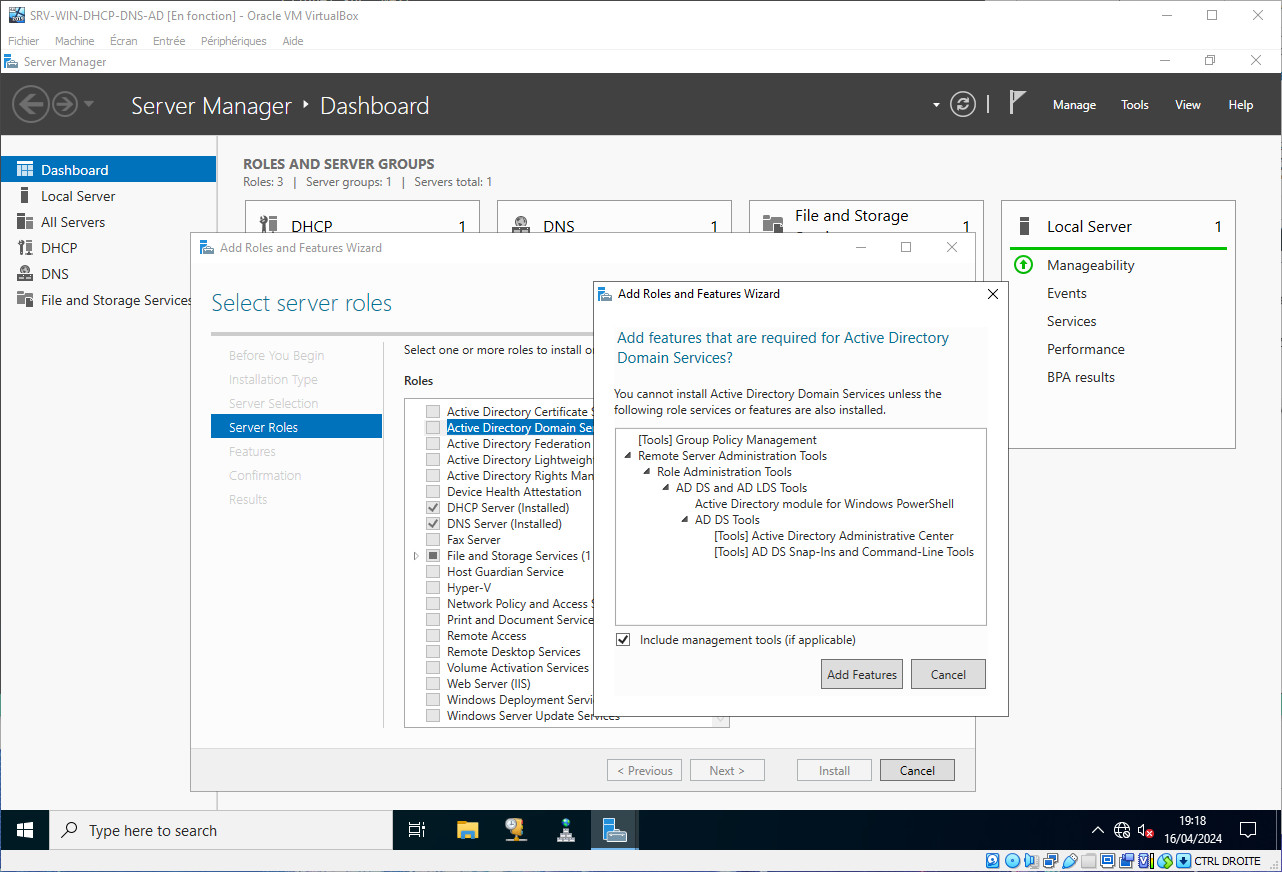 SRV-WIN-DHCP-DNS-AD [En fonction] - Oracle VM VirtualBox
Fichier Machine Écran Entrée Périphériques Aide
Server Manager
Server Manager ‣ Dashboard
Manage Tools View Help
Dashboard
Local Server
All Servers
DHCP
DNS
File and Storage Services
ROLES AND SERVER GROUPS
Roles: 3 | Server groups: 1 | Servers total: 1
DHCP 1
DNS 1
File and Storage 1
Local Server 1
Manageability
Events
Services
Performance
BPA results
Add Roles and Features Wizard
Select server roles
Before You Begin
Installation Type
Server Selection
Server Roles
Features
Confirmation
Results
Select one or more roles to install o
Roles
Active Directory Certificate S
Active Directory Domain Se
Active Directory Federation
Active Directory Lightweigh
Active Directory Rights Man
Device Health Attestation
DHCP Server (Installed)
DNS Server (Installed)
Fax Server
File and Storage Services (1
Host Guardian Service
Hyper-V
Network Policy and Access S
Print and Document Service
Remote Access
Remote Desktop Services
Volume Activation Services
Web Server (IIS)
Windows Deployment Servi
Windows Server Update Services
< Previous Next > Install Cancel
Add Roles and Features Wizard
Add features that are required for Active Directory
Domain Services?
You cannot install Active Directory Domain Services unless the
following role services or features are also installed.
[Tools] Group Policy Management
Remote Server Administration Tools
Role Administration Tools
AD DS and AD LDS Tools
Active Directory module for Windows PowerShell
AD DS Tools
[Tools] Active Directory Administrative Center
[Tools] AD DS Snap-Ins and Command-Line Tools
Include management tools (if applicable)
Add Features Cancel
Type here to search
19:18
16/04/2024
CTRL DROITE